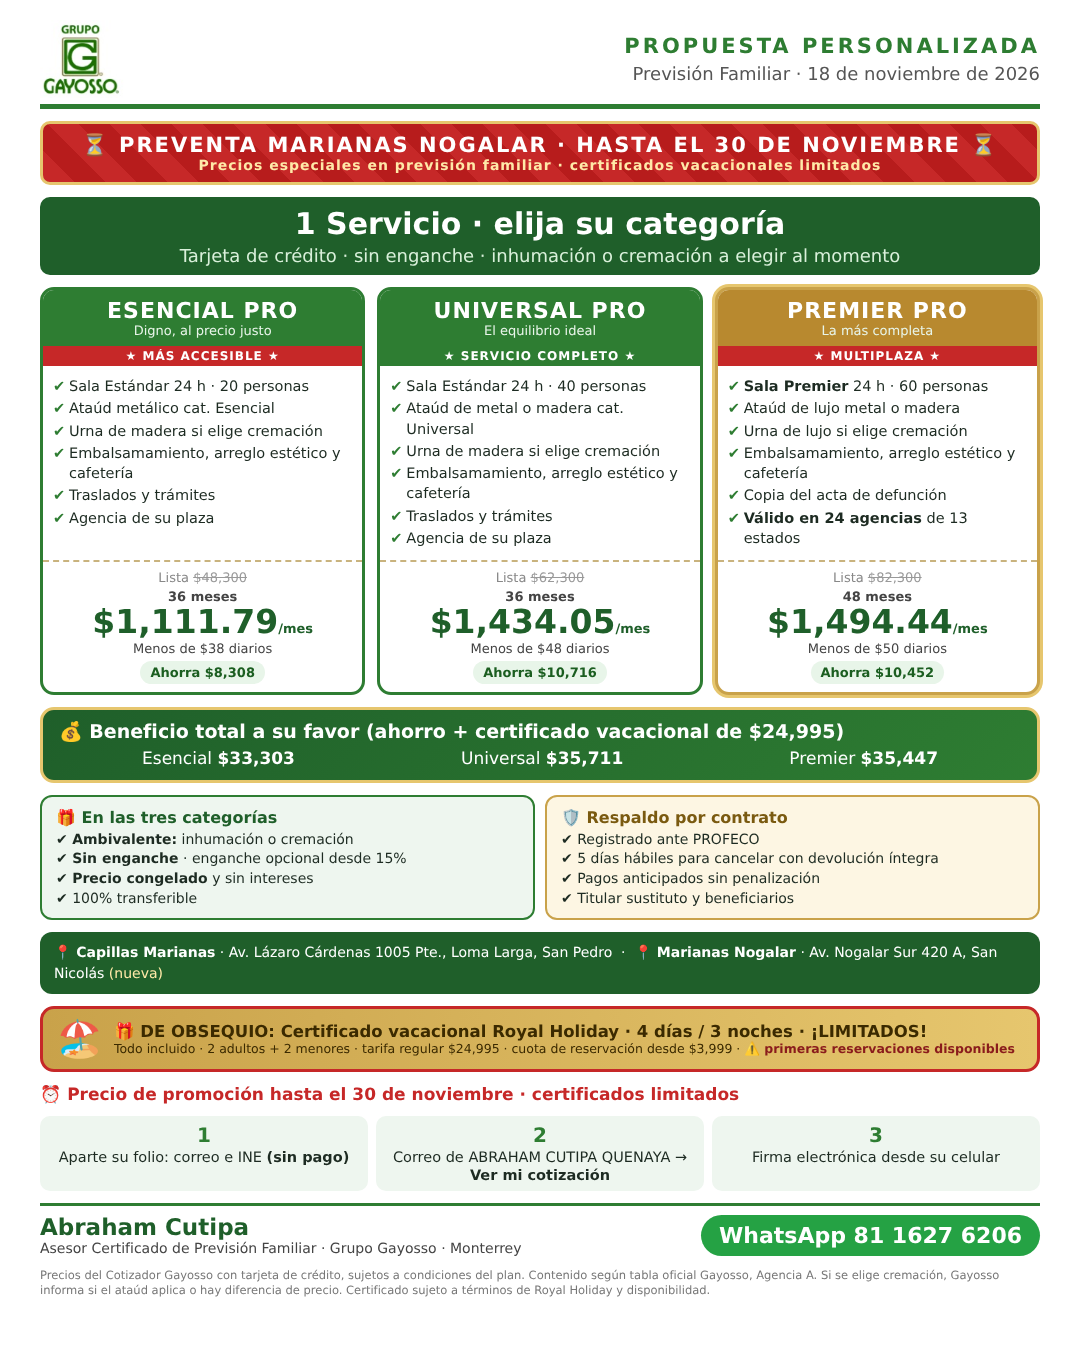 GRUPO
GAYOSSO
PROPUESTA PERSONALIZADA
Previsión Familiar · 18 de noviembre de 2026
⏳ PREVENTA MARIANAS NOGALAR · HASTA EL 30 DE NOVIEMBRE ⏳
Precios especiales en previsión familiar · certificados vacacionales limitados
1 Servicio · elija su categoría
Tarjeta de crédito · sin enganche · inhumación o cremación a elegir al momento
ESENCIAL PRO
Digno, al precio justo
★ MÁS ACCESIBLE ★
✔ Sala Estándar 24 h · 20 personas
✔ Ataúd metálico cat. Esencial
✔ Urna de madera si elige cremación
✔ Embalsamamiento, arreglo estético y
cafetería
✔ Traslados y trámites
✔ Agencia de su plaza
Lista $48,300
36 meses
$1,111.79/mes
Menos de $38 diarios
Ahorra $8,308
UNIVERSAL PRO
El equilibrio ideal
★ SERVICIO COMPLETO ★
✔ Sala Estándar 24 h · 40 personas
✔ Ataúd de metal o madera cat.
Universal
✔ Urna de madera si elige cremación
✔ Embalsamamiento, arreglo estético y
cafetería
✔ Traslados y trámites
✔ Agencia de su plaza
Lista $62,300
36 meses
$1,434.05/mes
Menos de $48 diarios
Ahorra $10,716
PREMIER PRO
La más completa
★ MULTIPLAZA ★
✔ Sala Premier 24 h · 60 personas
✔ Ataúd de lujo metal o madera
✔ Urna de lujo si elige cremación
✔ Embalsamamiento, arreglo estético y
cafetería
✔ Copia del acta de defunción
✔ Válido en 24 agencias de 13
estados
Lista $82,300
48 meses
$1,494.44/mes
Menos de $50 diarios
Ahorra $10,452
💰 Beneficio total a su favor (ahorro + certificado vacacional de $24,995)
Esencial $33,303
Universal $35,711
Premier $35,447
🎁 En las tres categorías
✔ Ambivalente: inhumación o cremación
✔ Sin enganche · enganche opcional desde 15%
✔ Precio congelado y sin intereses
✔ 100% transferible
🛡️ Respaldo por contrato
✔ Registrado ante PROFECO
✔ 5 días hábiles para cancelar con devolución íntegra
✔ Pagos anticipados sin penalización
✔ Titular sustituto y beneficiarios
📍 Capillas Marianas · Av. Lázaro Cárdenas 1005 Pte., Loma Larga, San Pedro · 📍 Marianas Nogalar · Av. Nogalar Sur 420 A, San
Nicolás (nueva)
🎁 DE OBSEQUIO: Certificado vacacional Royal Holiday · 4 días / 3 noches · ¡LIMITADOS!
Todo incluido · 2 adultos + 2 menores · tarifa regular $24,995 · cuota de reservación desde $3,999 · ⚠️ primeras reservaciones disponibles
⏰ Precio de promoción hasta el 30 de noviembre · certificados limitados
1
Aparte su folio: correo e INE (sin pago)
2
Correo de ABRAHAM CUTIPA QUENAYA →
Ver mi cotización
3
Firma electrónica desde su celular
Abraham Cutipa
Asesor Certificado de Previsión Familiar · Grupo Gayosso · Monterrey
WhatsApp 81 1627 6206
Precios del Cotizador Gayosso con tarjeta de crédito, sujetos a condiciones del plan. Contenido según tabla oficial Gayosso, Agencia A. Si se elige cremación, Gayosso
informa si el ataúd aplica o hay diferencia de precio. Certificado sujeto a términos de Royal Holiday y disponibilidad.